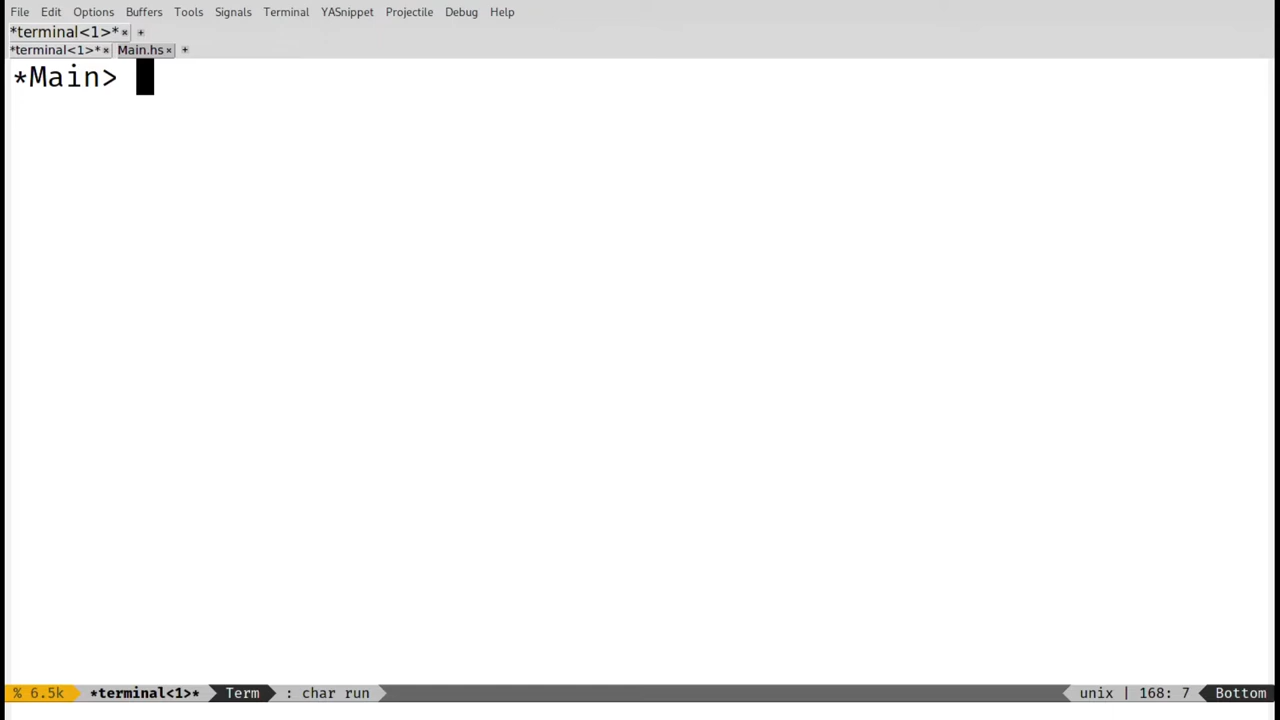 File Edit Options Buffers Tools Signals Terminal YASnippet Projectile Debug Help
*terminal<1>* × +
*terminal<1>* × Main.hs × +
*Main>
% 6.5k *terminal<1>* Term : char run unix | 168: 7 Bottom